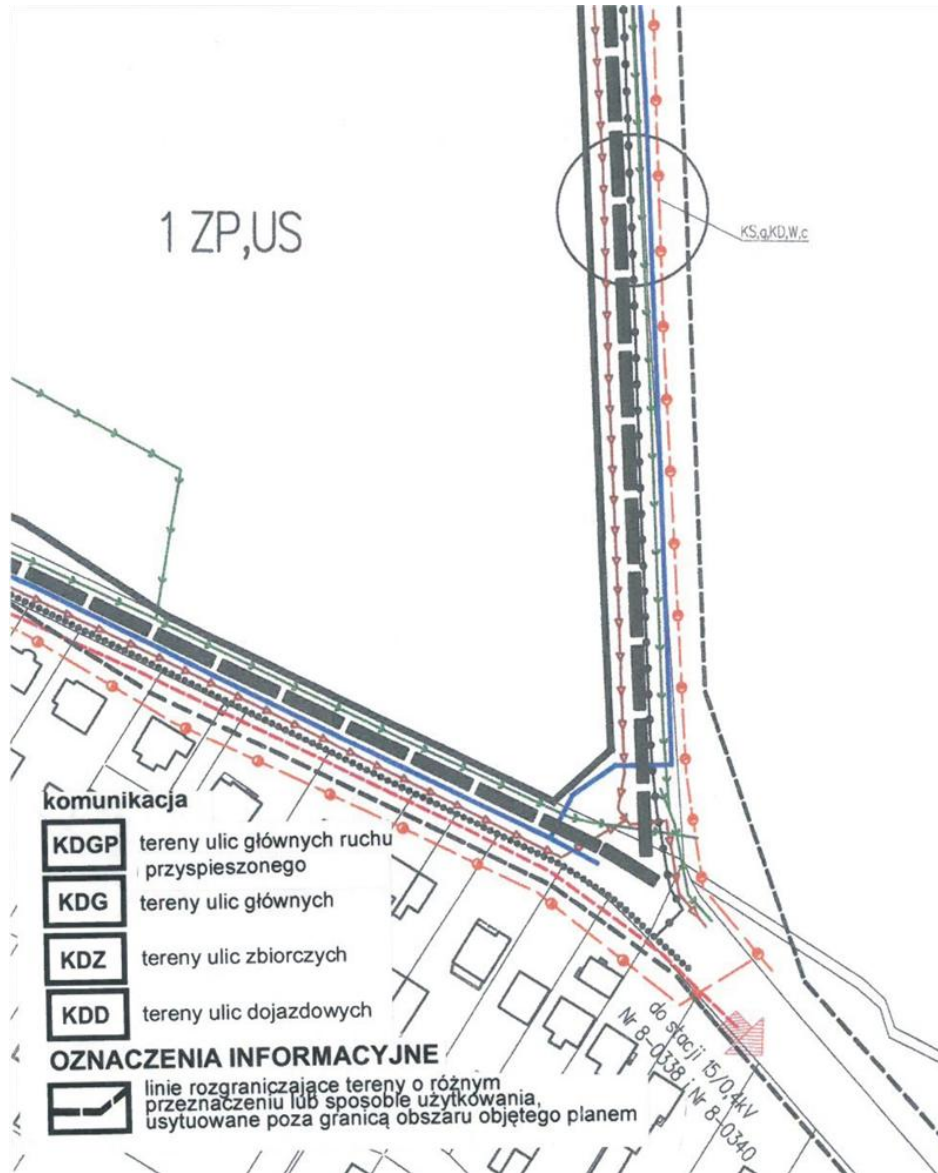 1 ZP,US
KS,g,KD,W,c
komunikacja
KDGP tereny ulic głównych ruchu
przyspieszonego
KDG tereny ulic głównych
KDZ tereny ulic zbiorczych
KDD tereny ulic dojazdowych
OZNACZENIA INFORMACYJNE
linie rozgraniczające tereny o różnym
przeznaczeniu lub sposobie użytkowania,
usytuowane poza granicą obszaru objętego planem
do stacji 15/0,4kV
Nr 8-0338 i Nr 8-0340